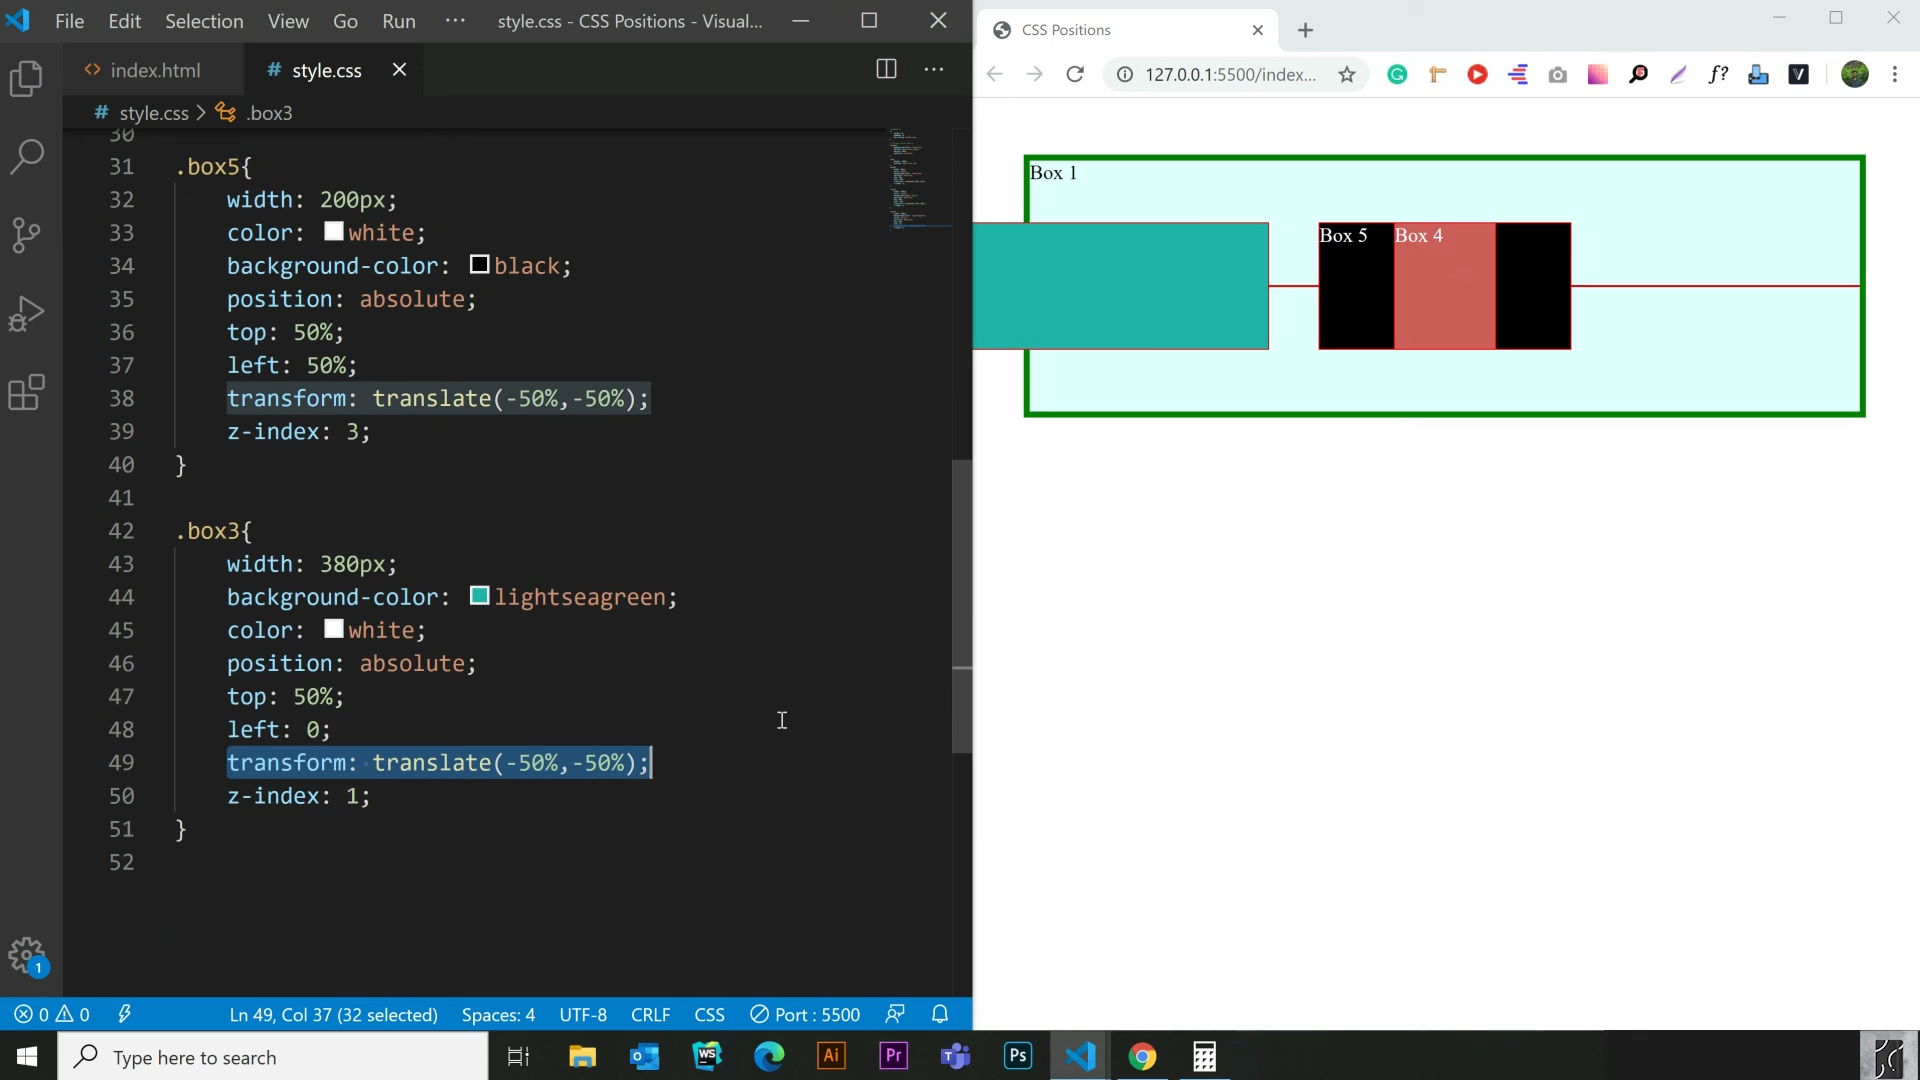 File Edit Selection View Go Run ··· style.css - CSS Positions - Visual...
index.html style.css
style.css > .box3
30
31 .box5{
32 width: 200px;
33 color: white;
34 background-color: black;
35 position: absolute;
36 top: 50%;
37 left: 50%;
38 transform: translate(-50%,-50%);
39 z-index: 3;
40 }
41
42 .box3{
43 width: 380px;
44 background-color: lightseagreen;
45 color: white;
46 position: absolute;
47 top: 50%;
48 left: 0;
49 transform: translate(-50%,-50%);
50 z-index: 1;
51 }
52
1
0 0 Ln 49, Col 37 (32 selected) Spaces: 4 UTF-8 CRLF CSS Port : 5500
CSS Positions
127.0.0.1:5500/index...
G f? V
Box 1
Box 5 Box 4
Type here to search
WS Ai Pr Ps